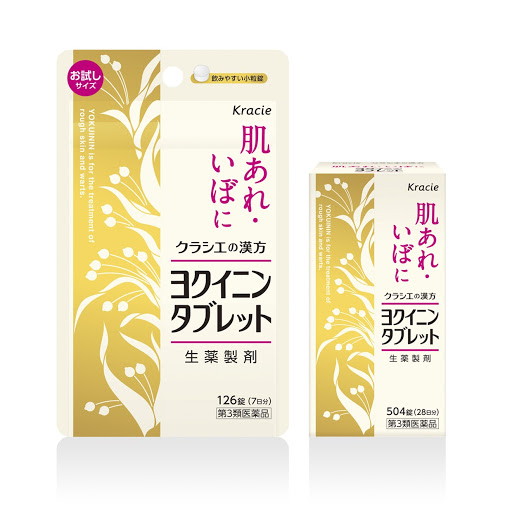 お試し
サイズ
飲みやすい小粒錠
Kracie
YOKUININ is for the treatment of
rough skin and warts.
肌あれ・
いぼに
クラシエの漢方
ヨクイニン
タブレット
生薬製剤
126錠(7日分)
第3類医薬品
Kracie
YOKUININ is for the treatment of
rough skin and warts.
肌あれ・
いぼに
クラシエの漢方
ヨクイニン
タブレット
生薬製剤
504錠(28日分)
第3類医薬品